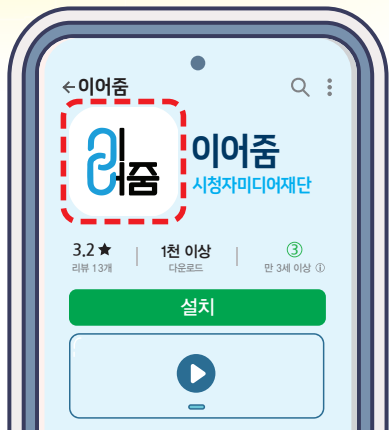 이어줌
이어줌
이어줌
시청자미디어재단
3.2★
1천 이상
③
리뷰 13개
다운로드
만 3세 이상 ⓘ
설치